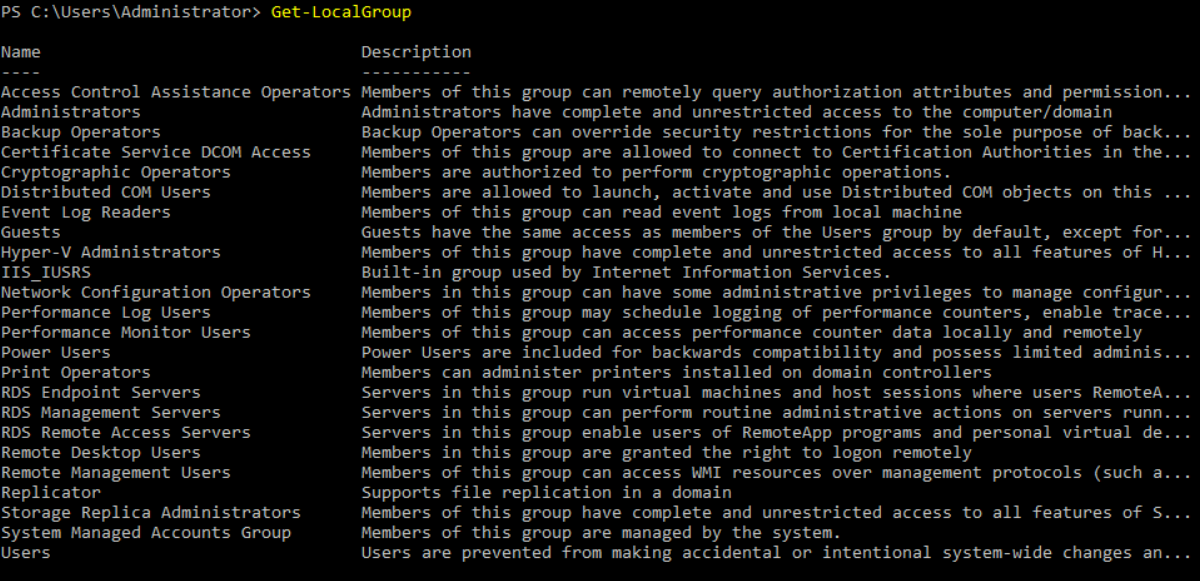 PS C:\Users\Administrator> Get-LocalGroup
Name Description
---- -----------
Access Control Assistance Operators Members of this group can remotely query authorization attributes and permission...
Administrators Administrators have complete and unrestricted access to the computer/domain
Backup Operators Backup Operators can override security restrictions for the sole purpose of back...
Certificate Service DCOM Access Members of this group are allowed to connect to Certification Authorities in the...
Cryptographic Operators Members are authorized to perform cryptographic operations.
Distributed COM Users Members are allowed to launch, activate and use Distributed COM objects on this ...
Event Log Readers Members of this group can read event logs from local machine
Guests Guests have the same access as members of the Users group by default, except for...
Hyper-V Administrators Members of this group have complete and unrestricted access to all features of H...
IIS_IUSRS Built-in group used by Internet Information Services.
Network Configuration Operators Members in this group can have some administrative privileges to manage configur...
Performance Log Users Members of this group may schedule logging of performance counters, enable trace...
Performance Monitor Users Members of this group can access performance counter data locally and remotely
Power Users Power Users are included for backwards compatibility and possess limited adminis...
Print Operators Members can administer printers installed on domain controllers
RDS Endpoint Servers Servers in this group run virtual machines and host sessions where users RemoteA...
RDS Management Servers Servers in this group can perform routine administrative actions on servers runn...
RDS Remote Access Servers Servers in this group enable users of RemoteApp programs and personal virtual de...
Remote Desktop Users Members in this group are granted the right to logon remotely
Remote Management Users Members of this group can access WMI resources over management protocols (such a...
Replicator Supports file replication in a domain
Storage Replica Administrators Members of this group have complete and unrestricted access to all features of S...
System Managed Accounts Group Members of this group are managed by the system.
Users Users are prevented from making accidental or intentional system-wide changes an...